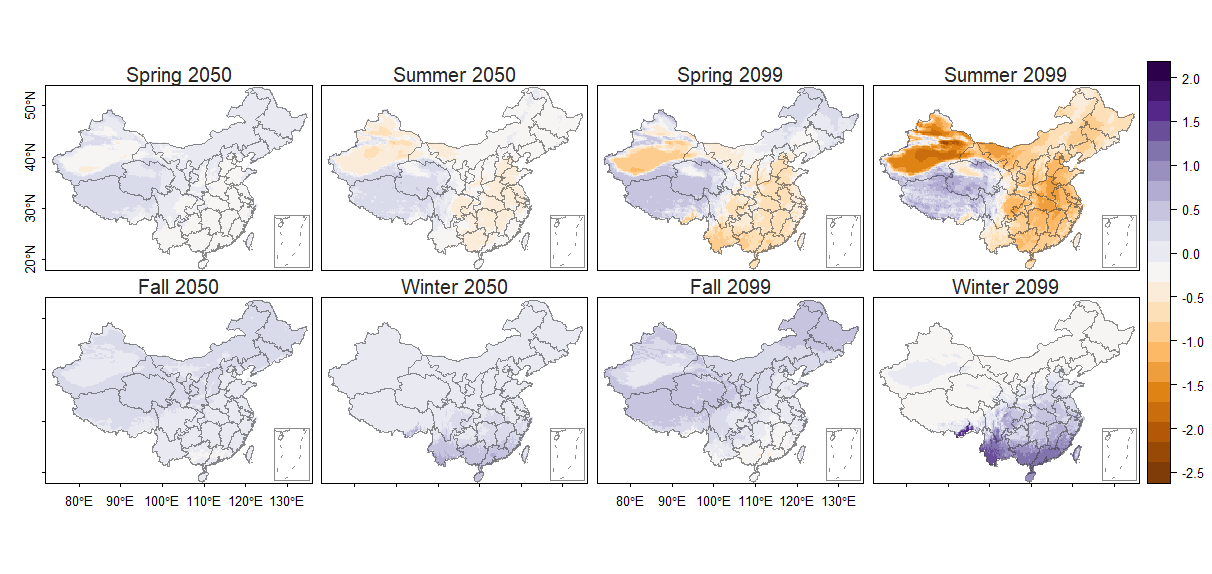 Spring 2050
Summer 2050
Spring 2099
Summer 2099
50°N
40°N
30°N
20°N
Fall 2050
Winter 2050
Fall 2099
Winter 2099
80°E 90°E 100°E 110°E 120°E 130°E
80°E 90°E 100°E 110°E 120°E 130°E
2.0
1.5
1.0
0.5
0.0
-0.5
-1.0
-1.5
-2.0
-2.5